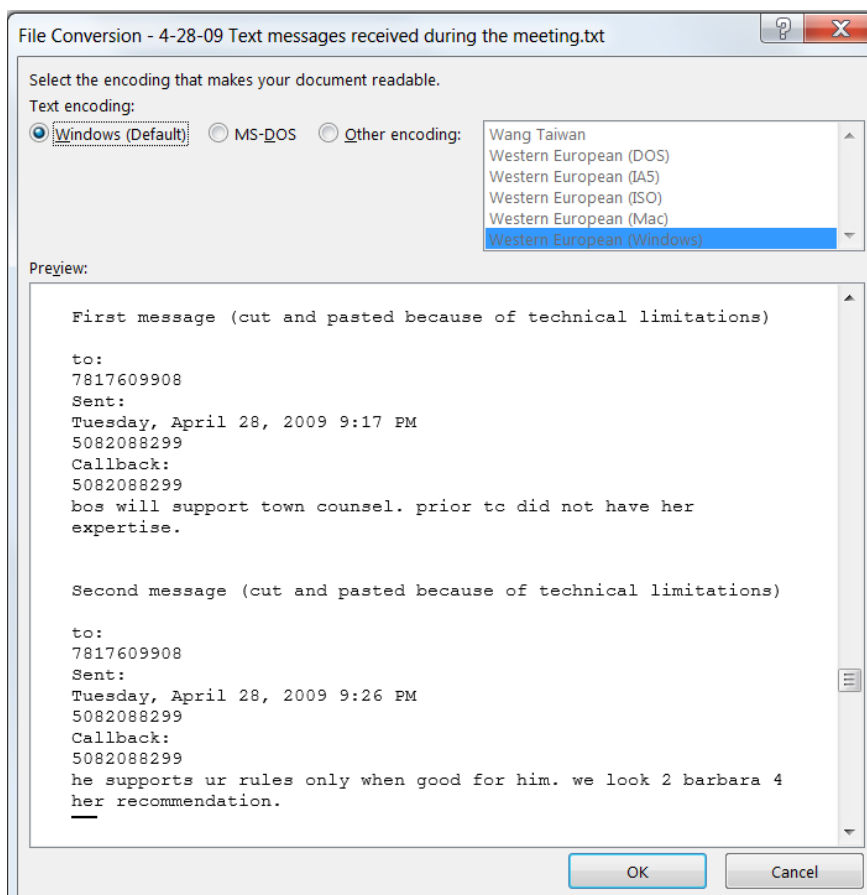 File Conversion - 4-28-09 Text messages received during the meeting.txt
Select the encoding that makes your document readable.
Text encoding:
Windows (Default)
MS-DOS
Other encoding:
Wang Taiwan
Western European (DOS)
Western European (IA5)
Western European (ISO)
Western European (Mac)
Western European (Windows)
Preview:
First message (cut and pasted because of technical limitations)
to:
7817609908
Sent:
Tuesday, April 28, 2009 9:17 PM
5082088299
Callback:
5082088299
bos will support town counsel. prior tc did not have her
expertise.
Second message (cut and pasted because of technical limitations)
to:
7817609908
Sent:
Tuesday, April 28, 2009 9:26 PM
5082088299
Callback:
5082088299
he supports ur rules only when good for him. we look 2 barbara 4
her recommendation.
OK
Cancel